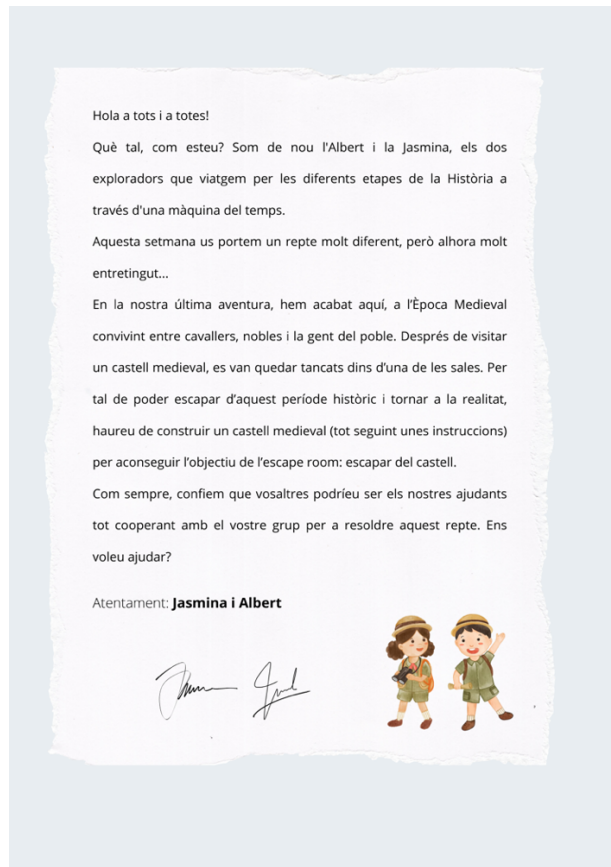 Hola a tots i a totes!
Què tal, com esteu? Som de nou l'Albert i la Jasmina, els dos
exploradors que viatgem per les diferents etapes de la Història a
través d'una màquina del temps.
Aquesta setmana us portem un repte molt diferent, però alhora molt
entretingut...
En la nostra última aventura, hem acabat aquí, a l’Època Medieval
convivint entre cavallers, nobles i la gent del poble. Després de visitar
un castell medieval, es van quedar tancats dins d’una de les sales. Per
tal de poder escapar d’aquest període històric i tornar a la realitat,
haureu de construir un castell medieval (tot seguint unes instruccions)
per aconseguir l’objectiu de l’escape room: escapar del castell.
Com sempre, confiem que vosaltres podríeu ser els nostres ajudants
tot cooperant amb el vostre grup per a resoldre aquest repte. Ens
voleu ajudar?
Atentament: Jasmina i Albert